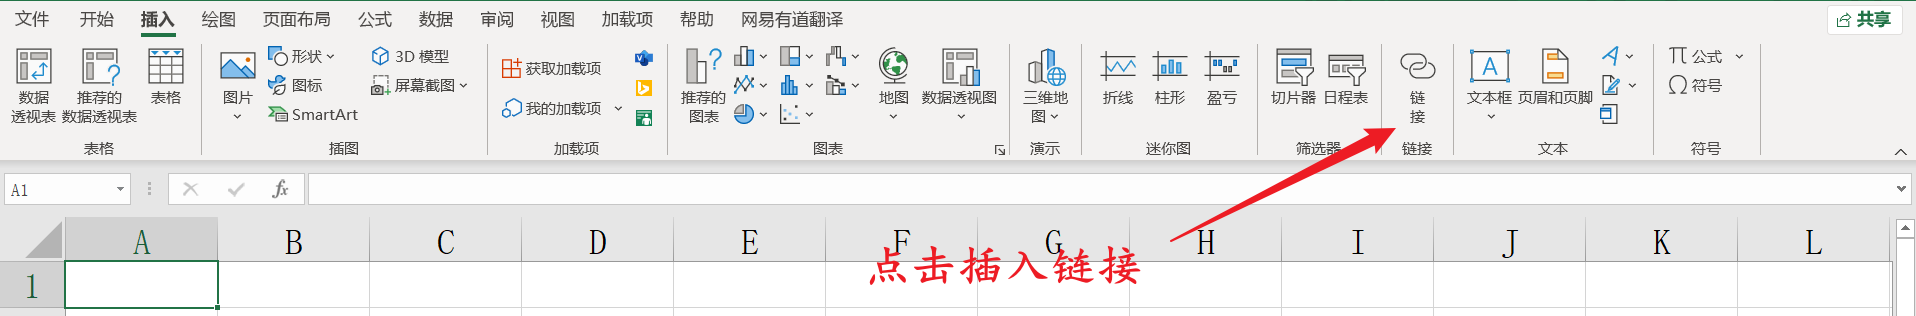 文件 开始 插入 绘图 页面布局 公式 数据 审阅 视图 加载项 帮助 网易有道翻译 共享
数据
透视表
推荐的
数据透视表
表格
表格
图片
形状
图标
SmartArt
3D 模型
屏幕截图
插图
获取加载项
我的加载项
加载项
推荐的
图表
地图
数据透视图
图表
三维地
图
演示
折线
柱形
盈亏
迷你图
切片器
日程表
筛选器
链
接
链接
文本框
A
页眉和页脚
A
文本
π 公式
Ω 符号
符号
A1
fx
A B C D E F G H I J K L
1
点击插入链接